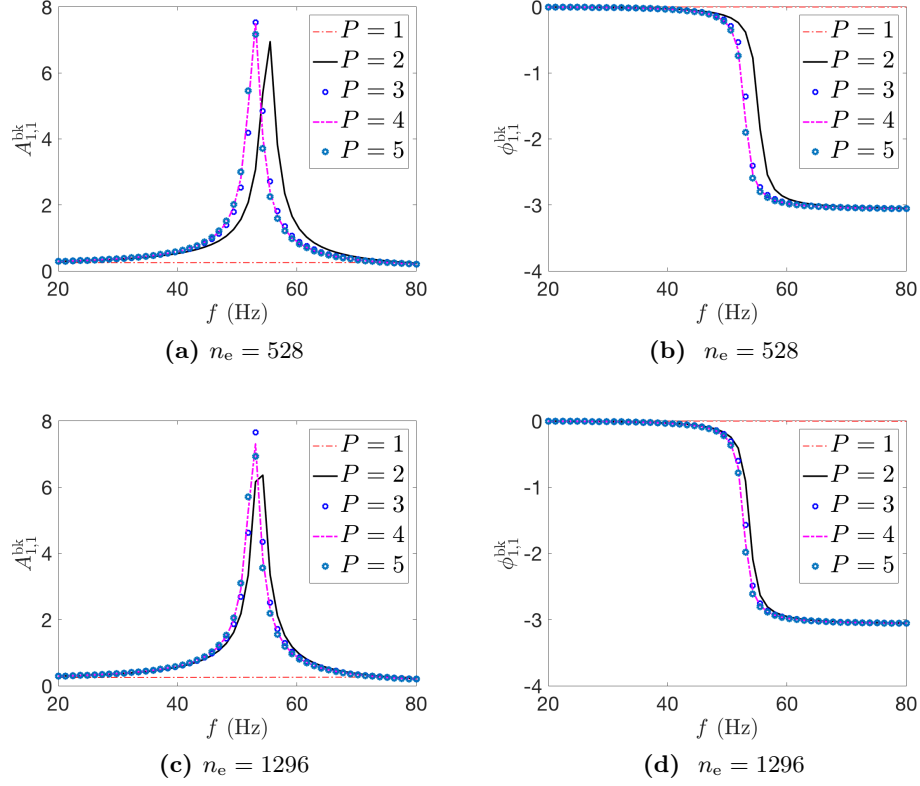 8
6
4
2
0
20
40
60
80
A^{bk}_{1,1}
f (Hz)
P = 1
P = 2
P = 3
P = 4
P = 5
(a) n_e = 528
0
-1
-2
-3
-4
20
40
60
80
ϕ^{bk}_{1,1}
f (Hz)
P = 1
P = 2
P = 3
P = 4
P = 5
(b) n_e = 528
8
6
4
2
0
20
40
60
80
A^{bk}_{1,1}
f (Hz)
P = 1
P = 2
P = 3
P = 4
P = 5
(c) n_e = 1296
0
-1
-2
-3
-4
20
40
60
80
ϕ^{bk}_{1,1}
f (Hz)
P = 1
P = 2
P = 3
P = 4
P = 5
(d) n_e = 1296